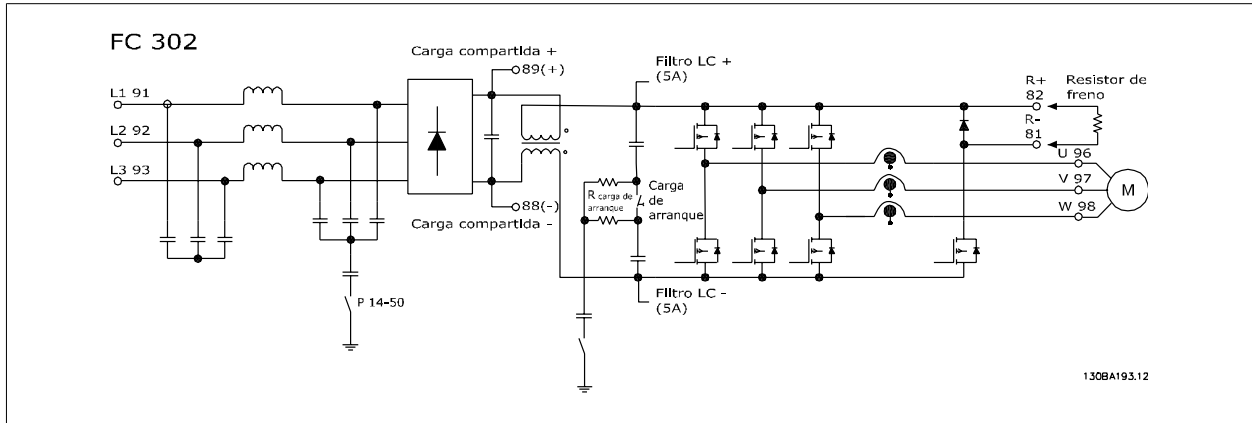 FC 302
Carga compartida +
89(+)
Filtro LC +
(5A)
R+
82
Resistor de
freno
R-
81
L1 91
L2 92
L3 93
U 96
V 97
W 98
M
R carga de
arranque
Carga
de
arranque
88(-)
Carga compartida -
Filtro LC -
(5A)
P 14-50
130BA193.12